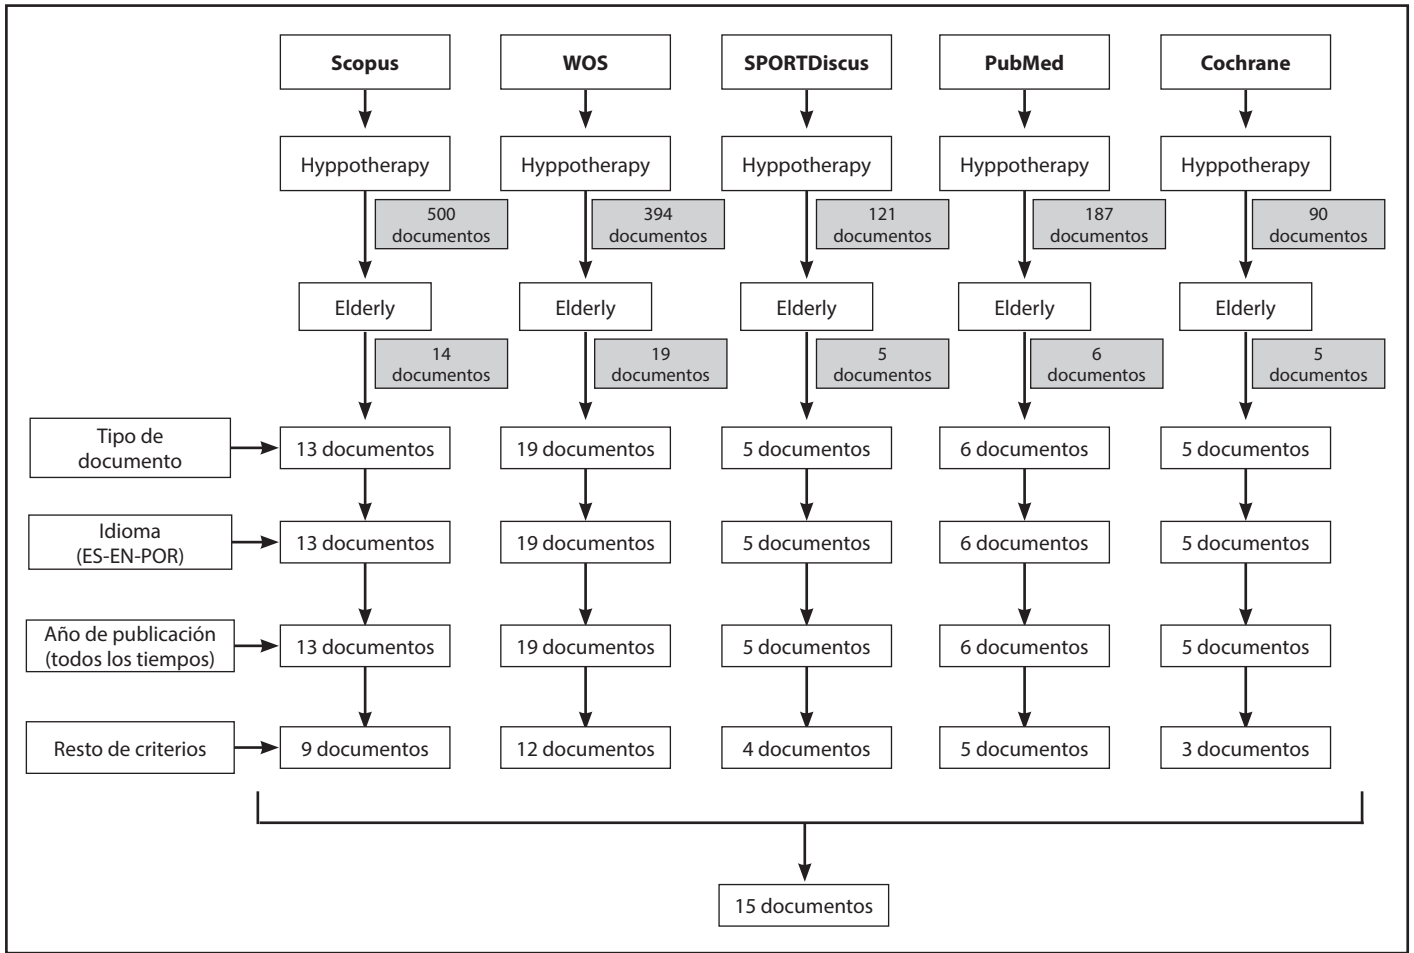 Scopus
WOS
SPORTDiscus
PubMed
Cochrane
Hyppotherapy
Hyppotherapy
Hyppotherapy
Hyppotherapy
Hyppotherapy
500
documentos
394
documentos
121
documentos
187
documentos
90
documentos
Elderly
Elderly
Elderly
Elderly
Elderly
14
documentos
19
documentos
5
documentos
6
documentos
5
documentos
Tipo de
documento
13 documentos
19 documentos
5 documentos
6 documentos
5 documentos
Idioma
(ES-EN-POR)
13 documentos
19 documentos
5 documentos
6 documentos
5 documentos
Año de publicación
(todos los tiempos)
13 documentos
19 documentos
5 documentos
6 documentos
5 documentos
Resto de criterios
9 documentos
12 documentos
4 documentos
5 documentos
3 documentos
15 documentos